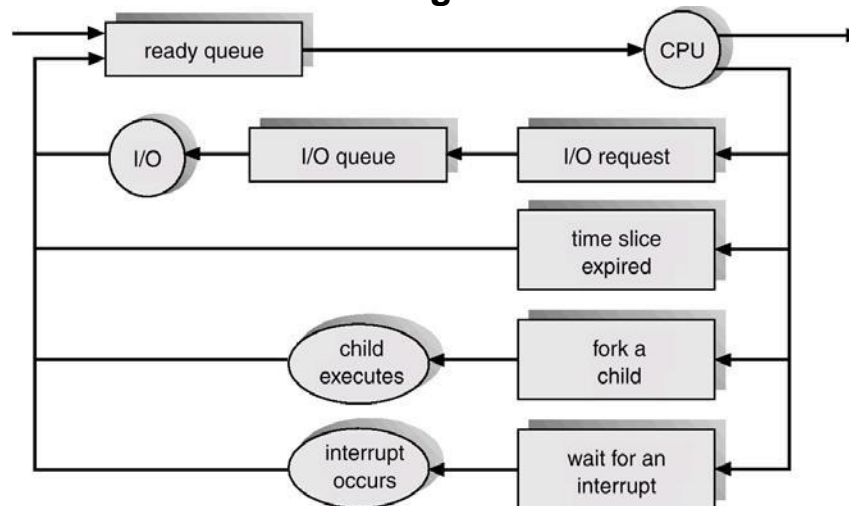 ready queue
CPU
I/O
I/O queue
I/O request
time slice
expired
child
executes
fork a
child
interrupt
occurs
wait for an
interrupt